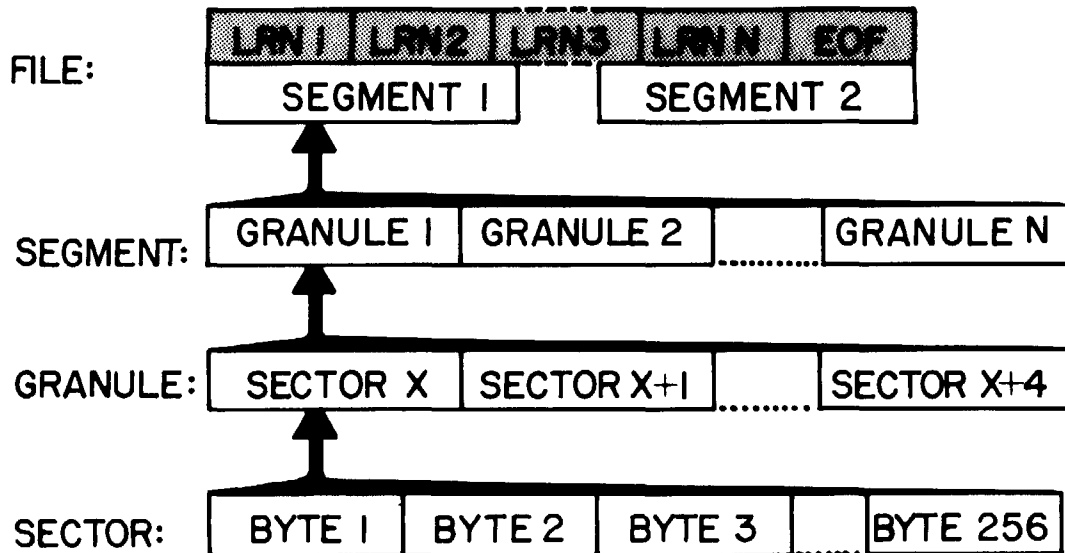 LRN 1 LRN2 LRN3 LRN N EOF
FILE:
SEGMENT 1 SEGMENT 2
SEGMENT: GRANULE 1 GRANULE 2 GRANULE N
GRANULE: SECTOR X SECTOR X+1 SECTOR X+4
SECTOR: BYTE 1 BYTE 2 BYTE 3 BYTE 256